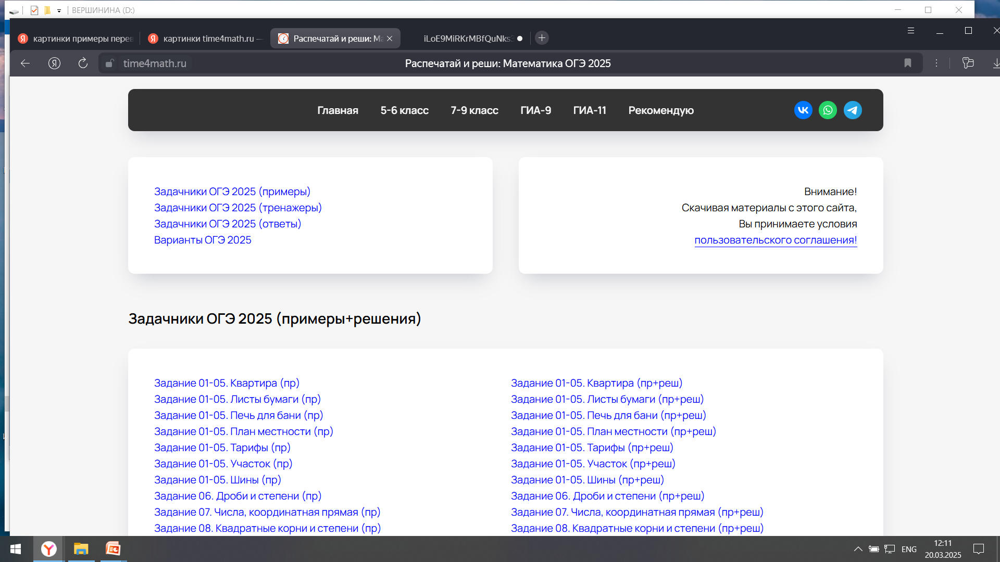 ВЕРШИНИНА (D:)
картинки примеры перев
картинки time4math.ru —
Распечатай и реши: Ма
iLoE9MiRKrMBfQuNks
time4math.ru
Распечатай и реши: Математика ОГЭ 2025
Главная
5-6 класс
7-9 класс
ГИА-9
ГИА-11
Рекомендую
Задачники ОГЭ 2025 (примеры)
Задачники ОГЭ 2025 (тренажеры)
Задачники ОГЭ 2025 (ответы)
Варианты ОГЭ 2025
Внимание!
Скачивая материалы с этого сайта,
Вы принимаете условия
пользовательского соглашения!
Задачники ОГЭ 2025 (примеры+решения)
Задание 01-05. Квартира (пр)
Задание 01-05. Листы бумаги (пр)
Задание 01-05. Печь для бани (пр)
Задание 01-05. План местности (пр)
Задание 01-05. Тарифы (пр)
Задание 01-05. Участок (пр)
Задание 01-05. Шины (пр)
Задание 06. Дроби и степени (пр)
Задание 07. Числа, координатная прямая (пр)
Задание 08. Квадратные корни и степени (пр)
Задание 01-05. Квартира (пр+реш)
Задание 01-05. Листы бумаги (пр+реш)
Задание 01-05. Печь для бани (пр+реш)
Задание 01-05. План местности (пр+реш)
Задание 01-05. Тарифы (пр+реш)
Задание 01-05. Участок (пр+реш)
Задание 01-05. Шины (пр+реш)
Задание 06. Дроби и степени (пр+реш)
Задание 07. Числа, координатная прямая (пр+реш)
Задание 08. Квадратные корни и степени (пр+реш)
ENG
12:11
20.03.2025